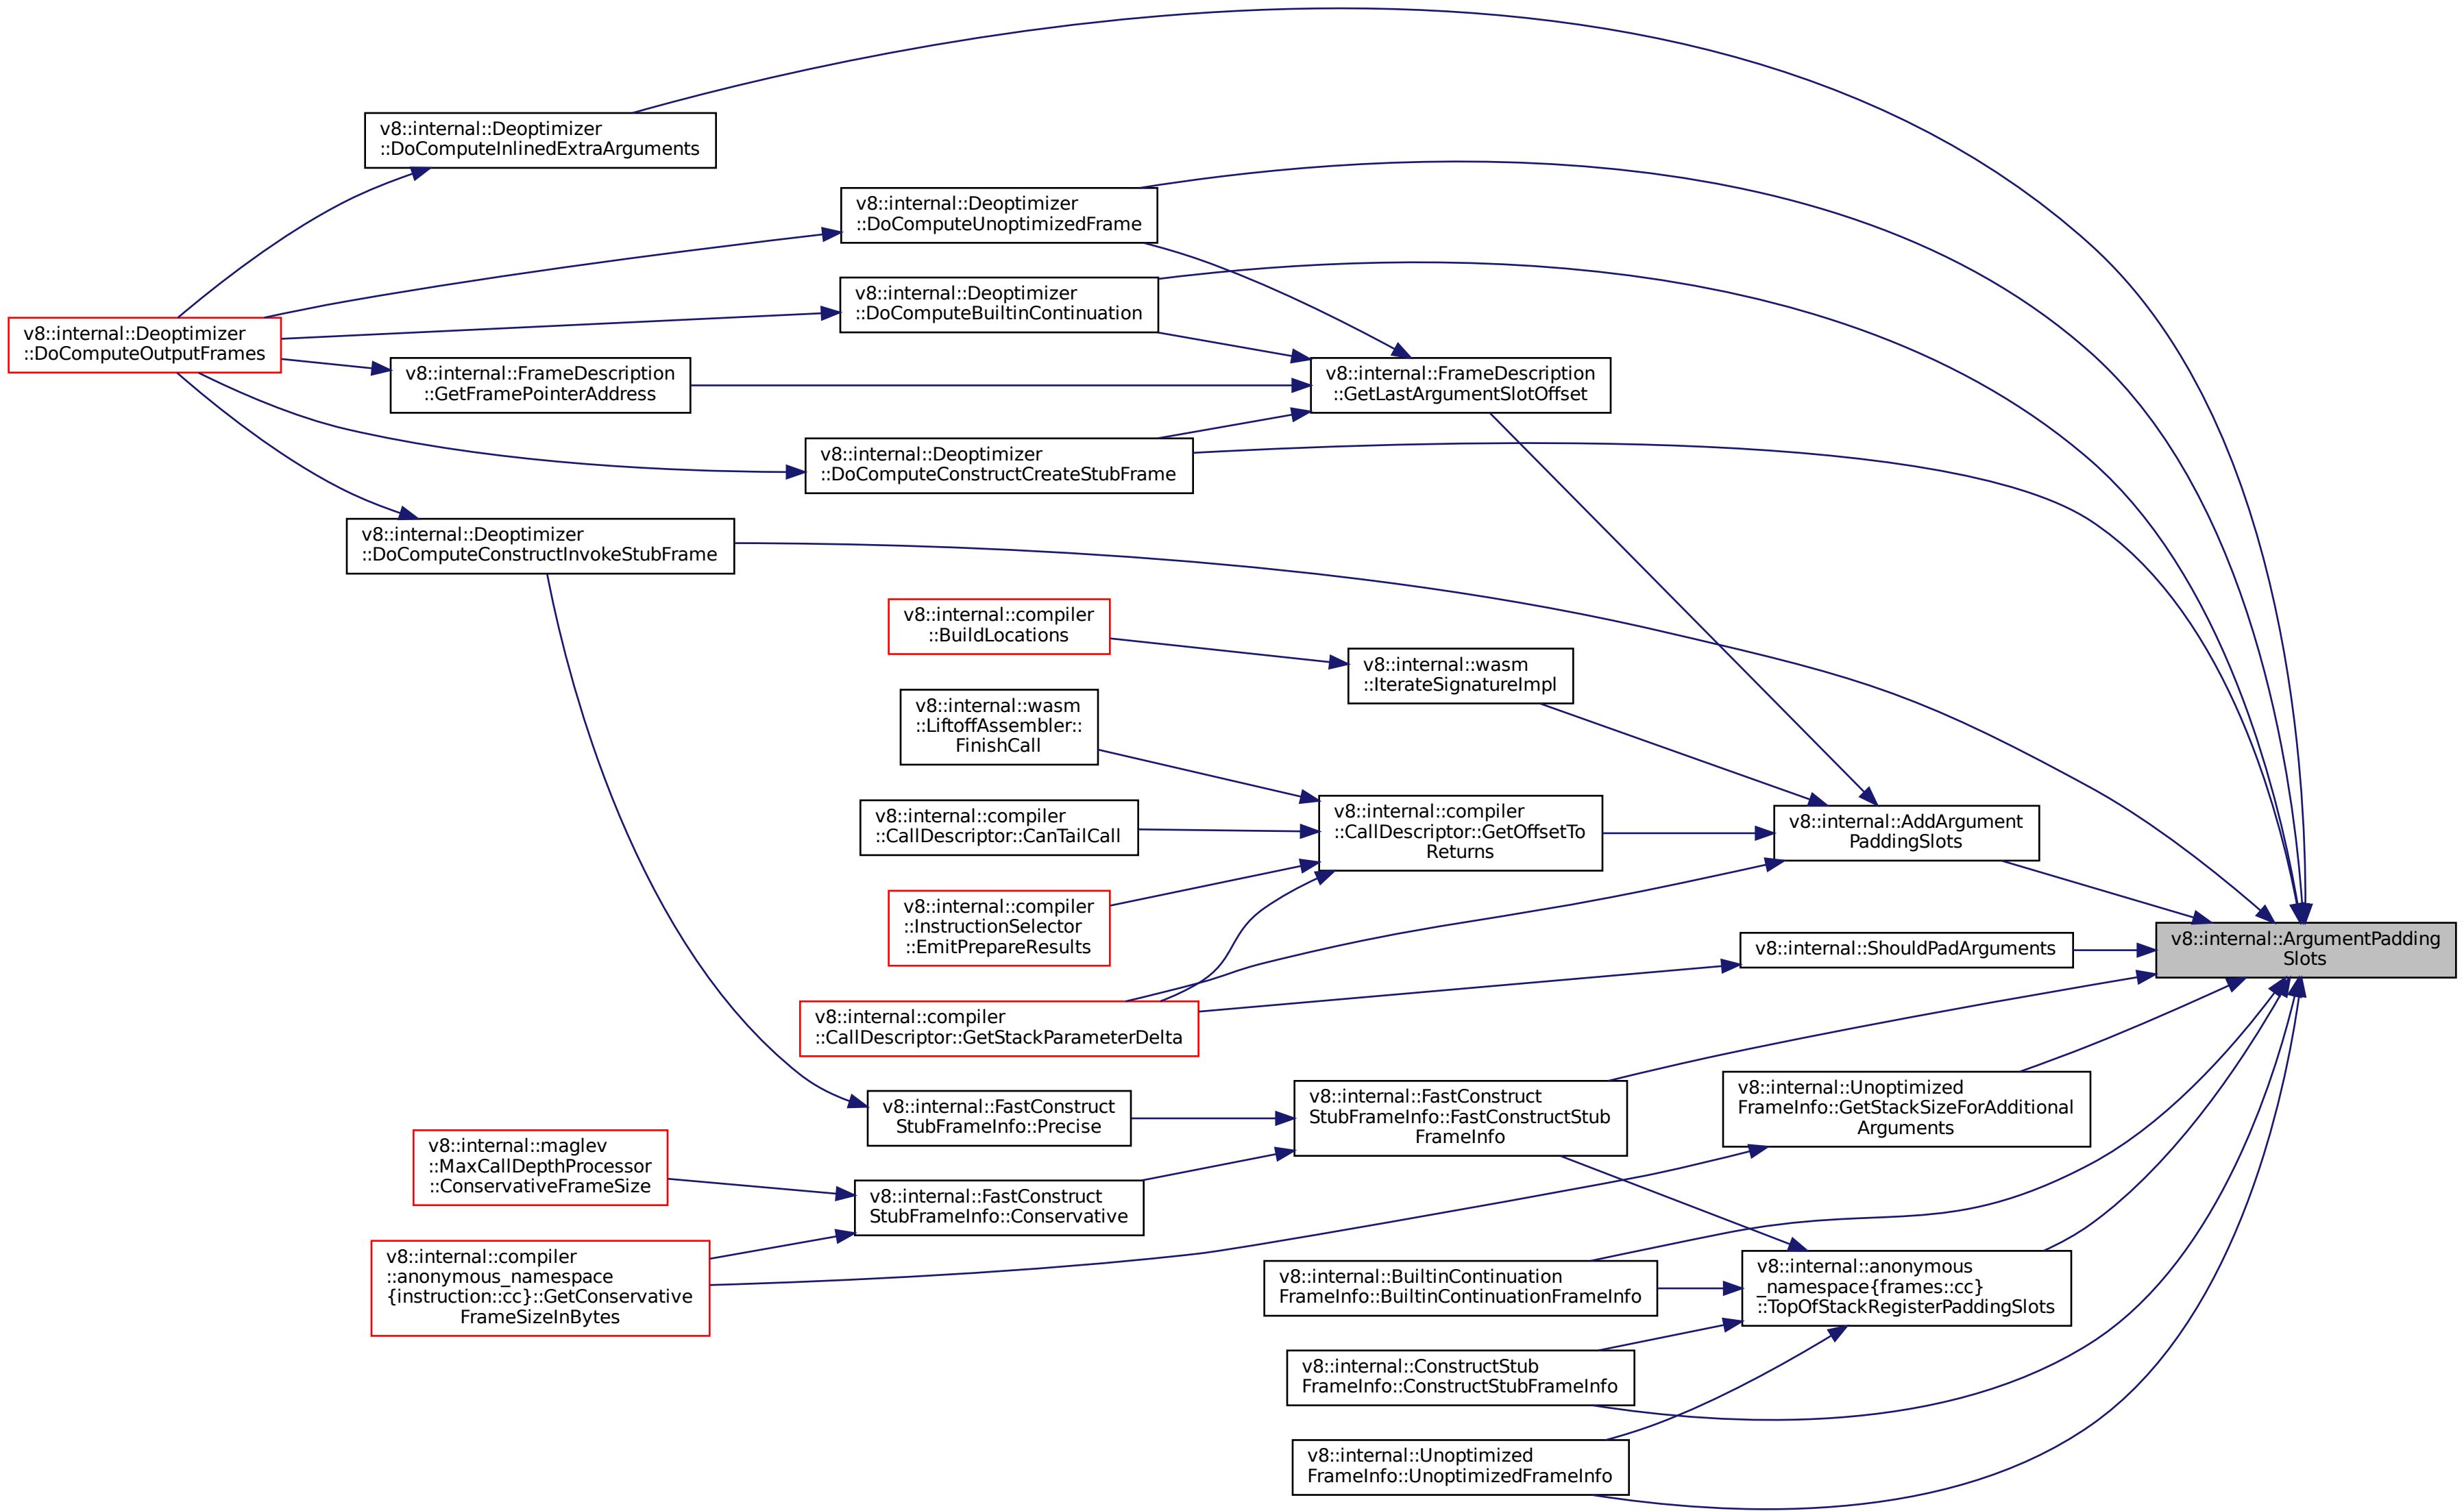 v8::internal::Deoptimizer
::DoComputeInlinedExtraArguments
v8::internal::Deoptimizer
::DoComputeUnoptimizedFrame
v8::internal::Deoptimizer
::DoComputeBuiltinContinuation
v8::internal::Deoptimizer
::DoComputeOutputFrames
v8::internal::FrameDescription
::GetFramePointerAddress
v8::internal::FrameDescription
::GetLastArgumentSlotOffset
v8::internal::Deoptimizer
::DoComputeConstructCreateStubFrame
v8::internal::Deoptimizer
::DoComputeConstructInvokeStubFrame
v8::internal::compiler
::BuildLocations
v8::internal::wasm
::IterateSignatureImpl
v8::internal::wasm
::LiftoffAssembler::
FinishCall
v8::internal::compiler
::CallDescriptor::CanTailCall
v8::internal::compiler
::CallDescriptor::GetOffsetTo
Returns
v8::internal::AddArgument
PaddingSlots
v8::internal::compiler
::InstructionSelector
::EmitPrepareResults
v8::internal::ShouldPadArguments
v8::internal::ArgumentPadding
Slots
v8::internal::compiler
::CallDescriptor::GetStackParameterDelta
v8::internal::FastConstruct
StubFrameInfo::Precise
v8::internal::FastConstruct
StubFrameInfo::FastConstructStub
FrameInfo
v8::internal::Unoptimized
FrameInfo::GetStackSizeForAdditional
Arguments
v8::internal::maglev
::MaxCallDepthProcessor
::ConservativeFrameSize
v8::internal::FastConstruct
StubFrameInfo::Conservative
v8::internal::compiler
::anonymous_namespace
{instruction::cc}::GetConservative
FrameSizeInBytes
v8::internal::BuiltinContinuation
FrameInfo::BuiltinContinuationFrameInfo
v8::internal::anonymous
_namespace{frames::cc}
::TopOfStackRegisterPaddingSlots
v8::internal::ConstructStub
FrameInfo::ConstructStubFrameInfo
v8::internal::Unoptimized
FrameInfo::UnoptimizedFrameInfo